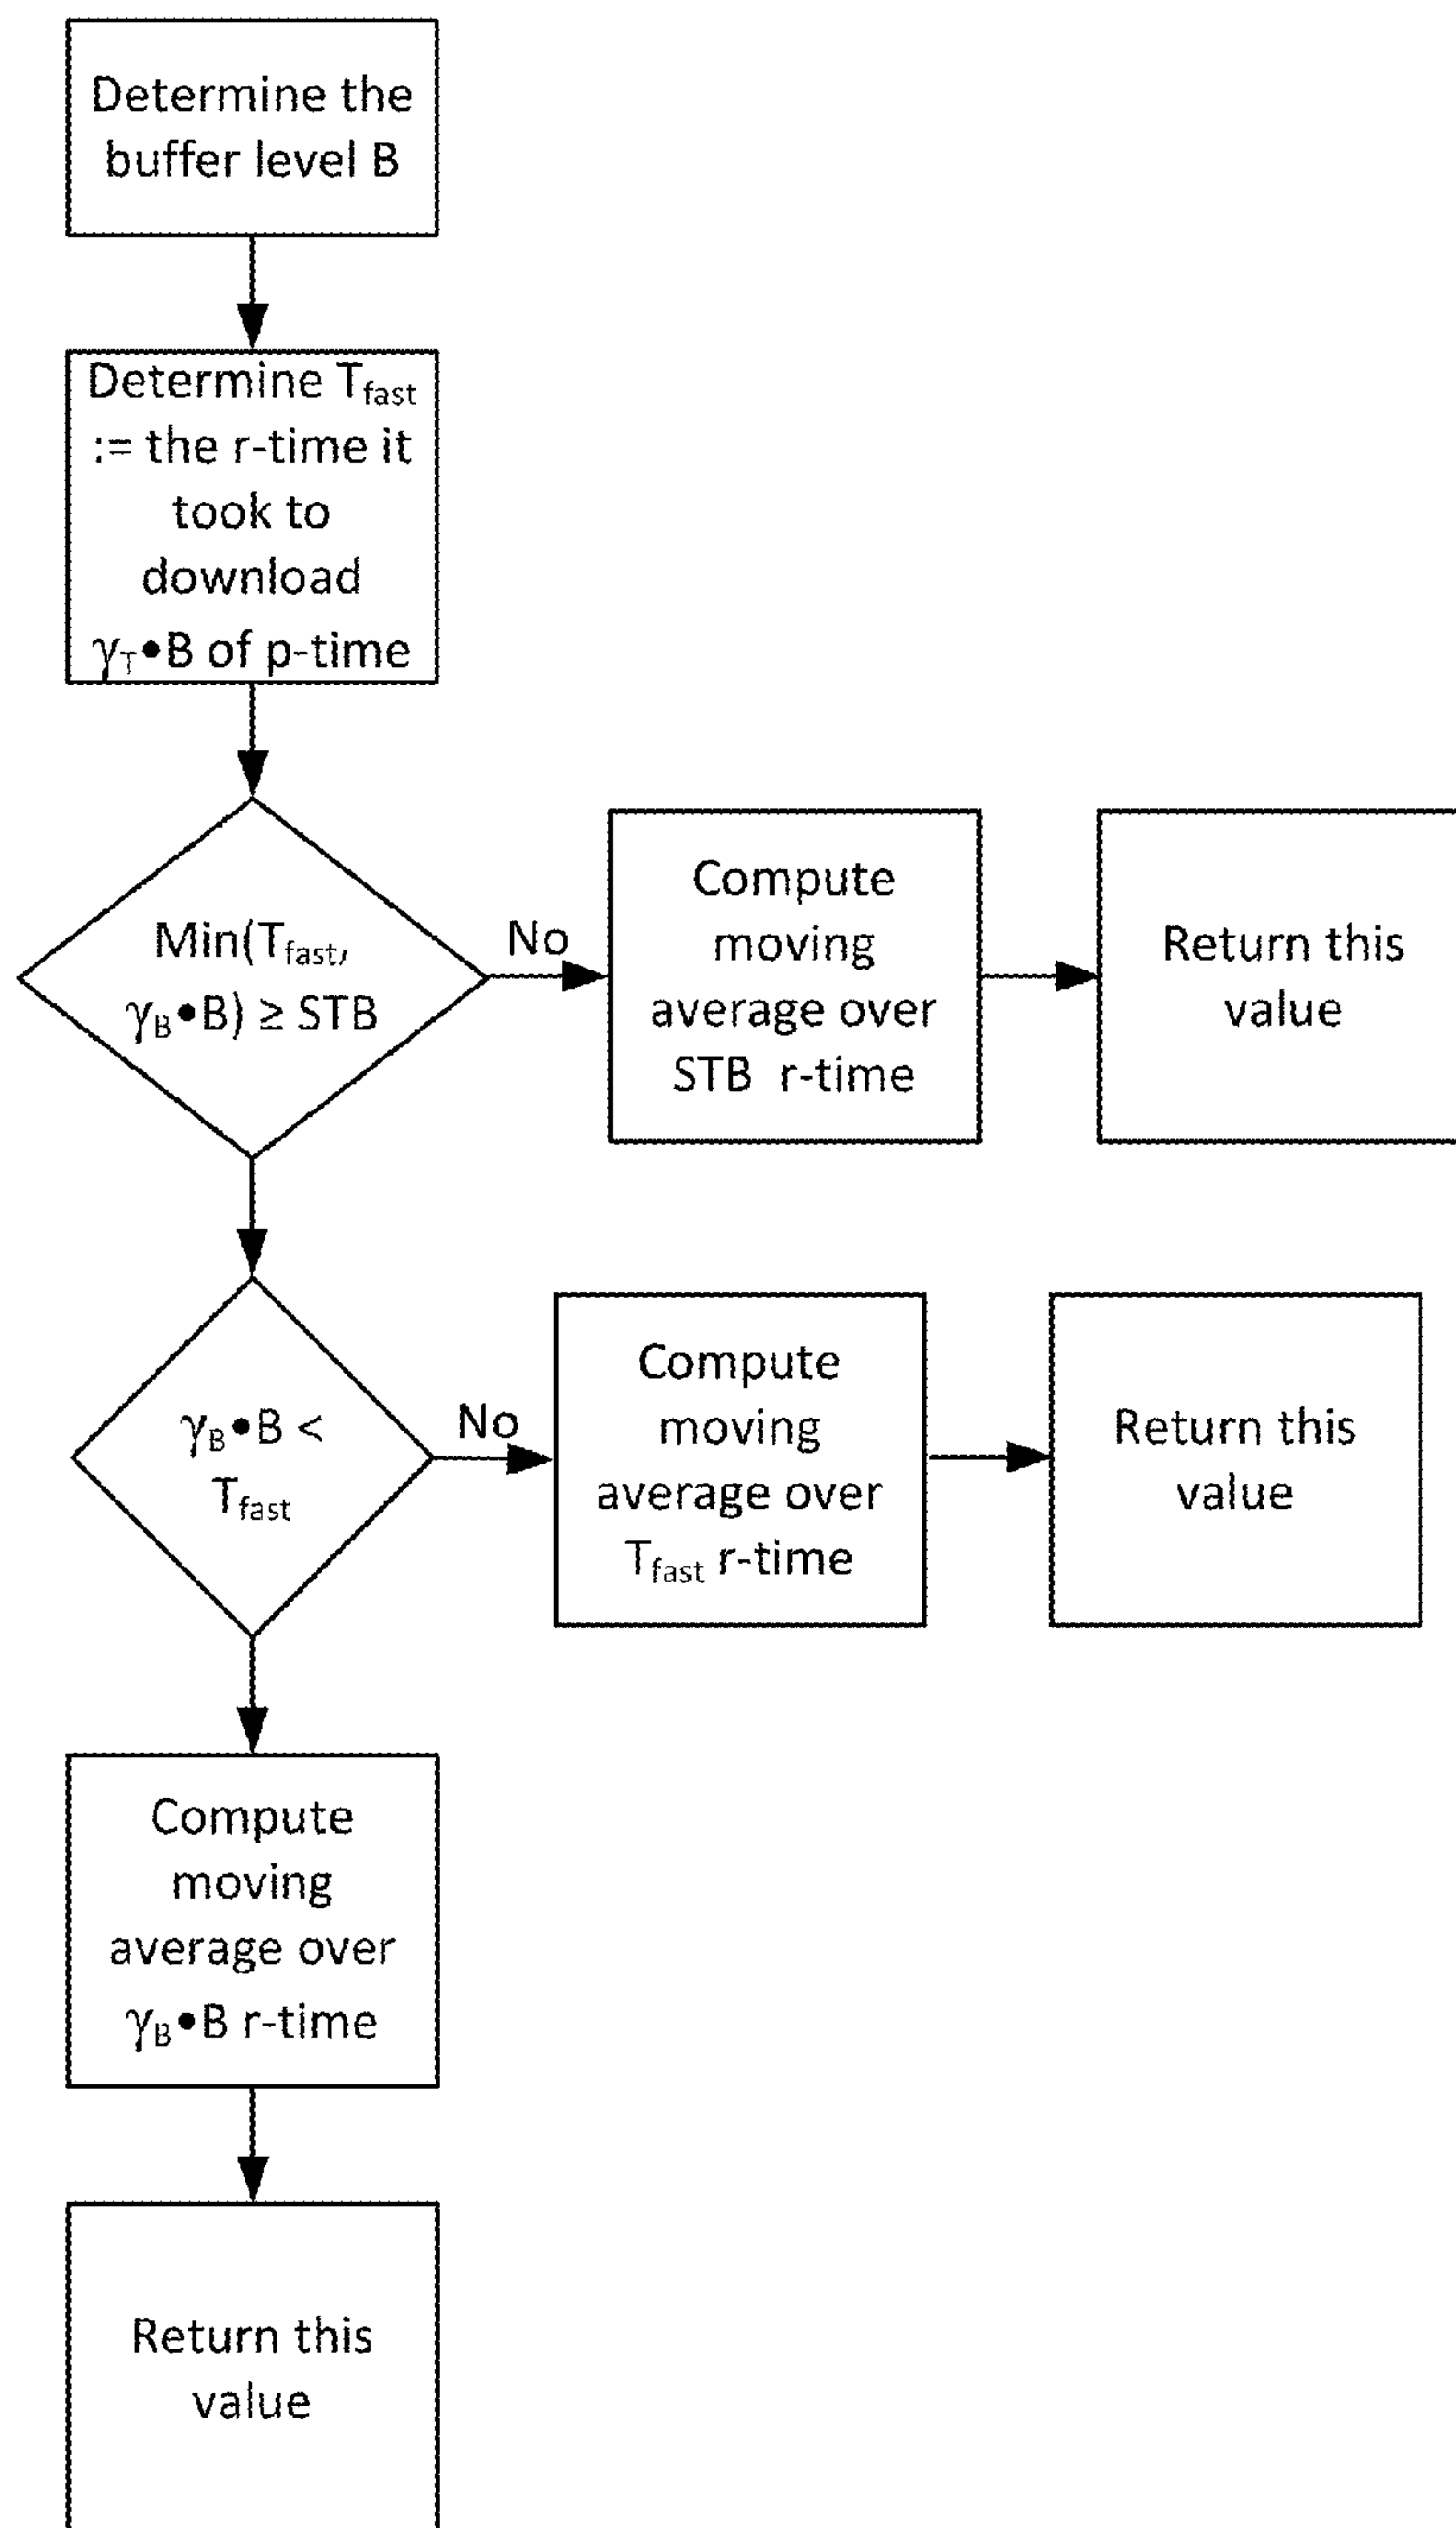 Determine the
buffer level B
Determine T_fast
:= the r-time it
took to
download
γ_T•B of p-time
Min(T_fast,
γ_B•B) ≥ STB
No
Compute
moving
average over
STB r-time
Return this
value
γ_B•B <
T_fast
No
Compute
moving
average over
T_fast r-time
Return this
value
Compute
moving
average over
γ_B•B r-time
Return this
value